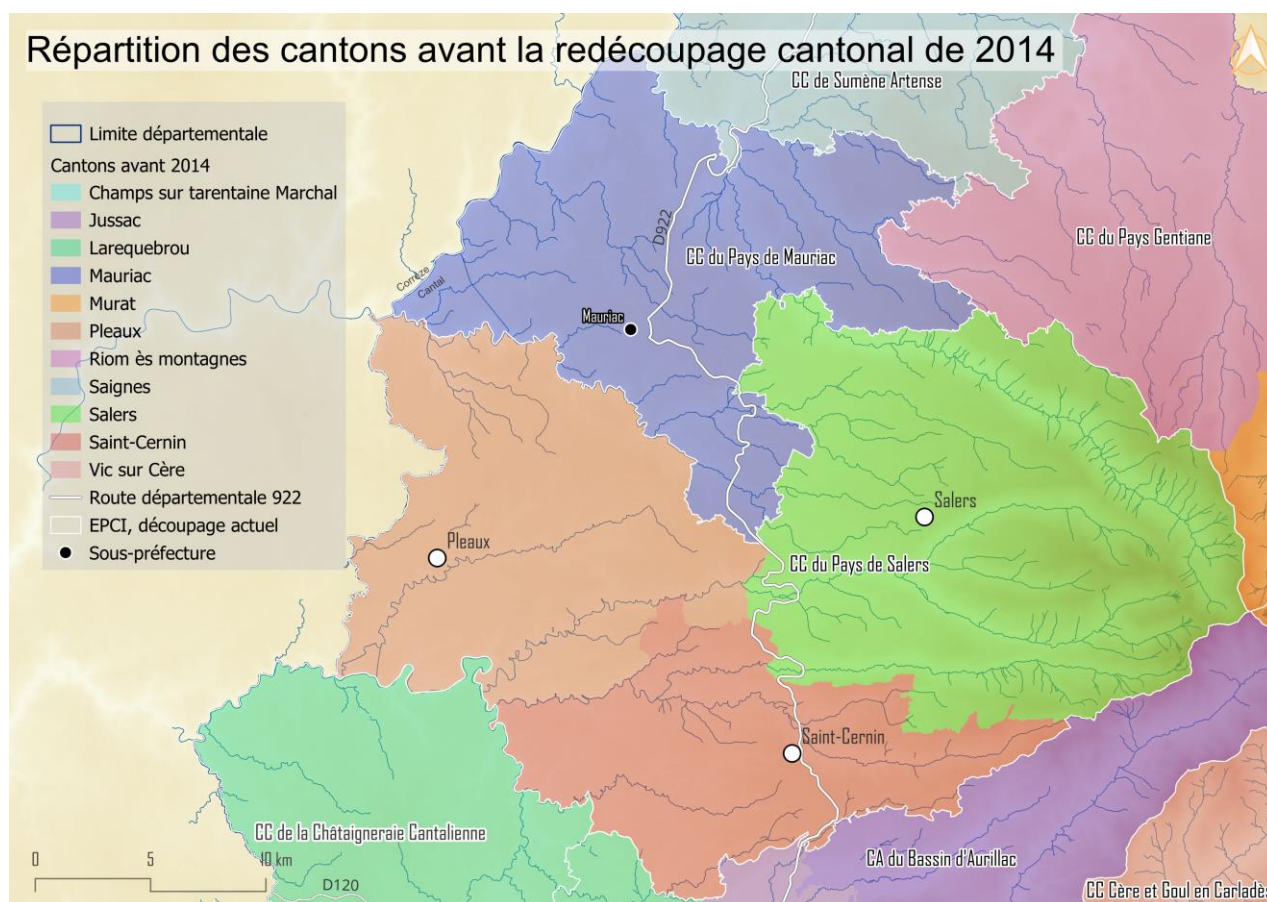 Répartition des cantons avant la redécoupage cantonal de 2014
CC de Sumène Artense
Limite départementale
Cantons avant 2014
Champs sur tarentaine Marchal
Jussac
Larequebrou
Mauriac
Murat
Pleaux
Riom ès montagnes
Saignes
Salers
Saint-Cernin
Vic sur Cère
Route départementale 922
EPCI, découpage actuel
Sous-préfecture
D922
CC du Pays Gentiane
CC du Pays de Mauriac
Corrèze
Cantal
Mauriac
Salers
Pleaux
CC du Pays de Salers
Saint-Cernin
CC de la Châtaigneraie Cantalienne
CA du Bassin d'Aurillac
0 5 10 km
D120
CC Cère et Goul en Carladès